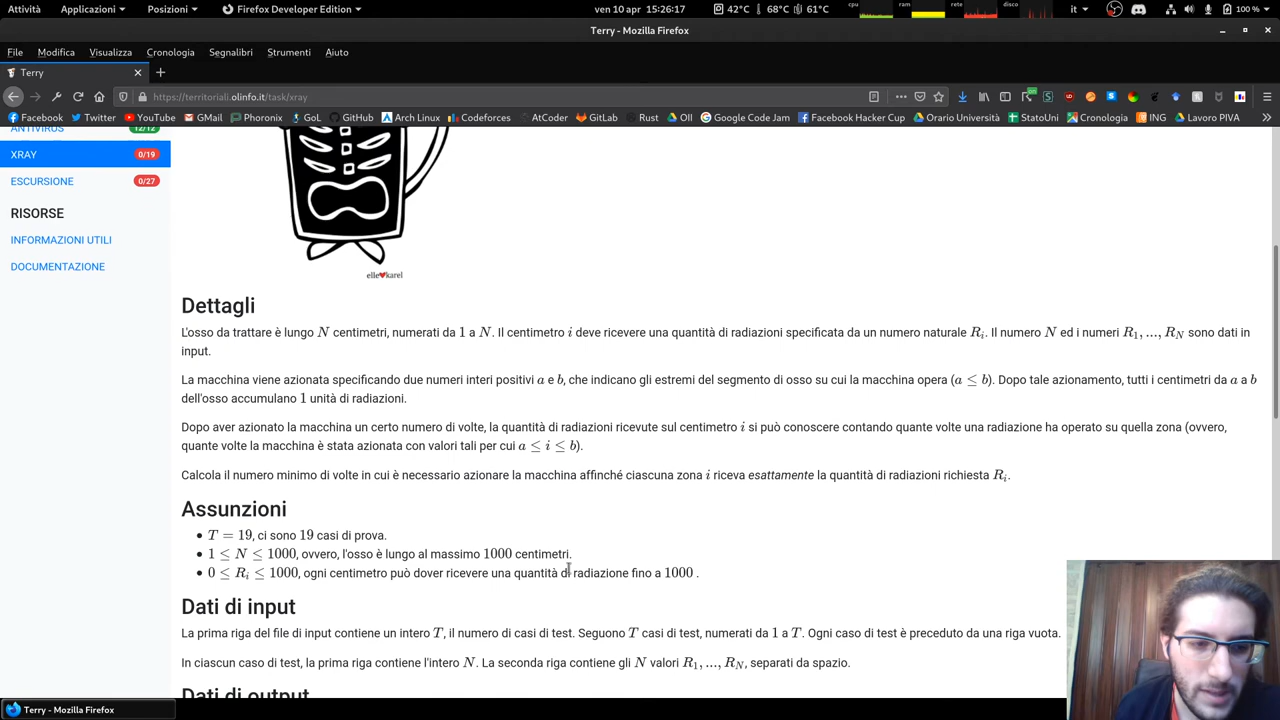 Attività Applicazioni Posizioni Firefox Developer Edition ven 10 apr 15:26:17 42°C 68°C 61°C cpu ram rete disco it 100 %
Terry - Mozilla Firefox
File Modifica Visualizza Cronologia Segnalibri Strumenti Aiuto
Terry
https://territoriali.olinfo.it/task/xray
Facebook Twitter YouTube GMail Phoronix GoL GitHub Arch Linux Codeforces AtCoder GitLab Rust OII Google Code Jam Facebook Hacker Cup Orario Università StatoUni Cronologia ING Lavoro PIVA
ANTIVIRUS 12/12
XRAY 0/19
ESCURSIONE 0/27
RISORSE
INFORMAZIONI UTILI
DOCUMENTAZIONE
elle♥karel
Dettagli
L'osso da trattare è lungo N centimetri, numerati da 1 a N. Il centimetro i deve ricevere una quantità di radiazioni specificata da un numero naturale R_i. Il numero N ed i numeri R_1, ..., R_N sono dati in
input.
La macchina viene azionata specificando due numeri interi positivi a e b, che indicano gli estremi del segmento di osso su cui la macchina opera (a ≤ b). Dopo tale azionamento, tutti i centimetri da a a b
dell'osso accumulano 1 unità di radiazioni.
Dopo aver azionato la macchina un certo numero di volte, la quantità di radiazioni ricevute sul centimetro i si può conoscere contando quante volte una radiazione ha operato su quella zona (ovvero,
quante volte la macchina è stata azionata con valori tali per cui a ≤ i ≤ b).
Calcola il numero minimo di volte in cui è necessario azionare la macchina affinché ciascuna zona i riceva esattamente la quantità di radiazioni richiesta R_i.
Assunzioni
• T = 19, ci sono 19 casi di prova.
• 1 ≤ N ≤ 1000, ovvero, l'osso è lungo al massimo 1000 centimetri.
• 0 ≤ R_i ≤ 1000, ogni centimetro può dover ricevere una quantità di radiazione fino a 1000 .
Dati di input
La prima riga del file di input contiene un intero T, il numero di casi di test. Seguono T casi di test, numerati da 1 a T. Ogni caso di test è preceduto da una riga vuota.
In ciascun caso di test, la prima riga contiene l'intero N. La seconda riga contiene gli N valori R_1, ..., R_N, separati da spazio.
Dati di output
Terry - Mozilla Firefox